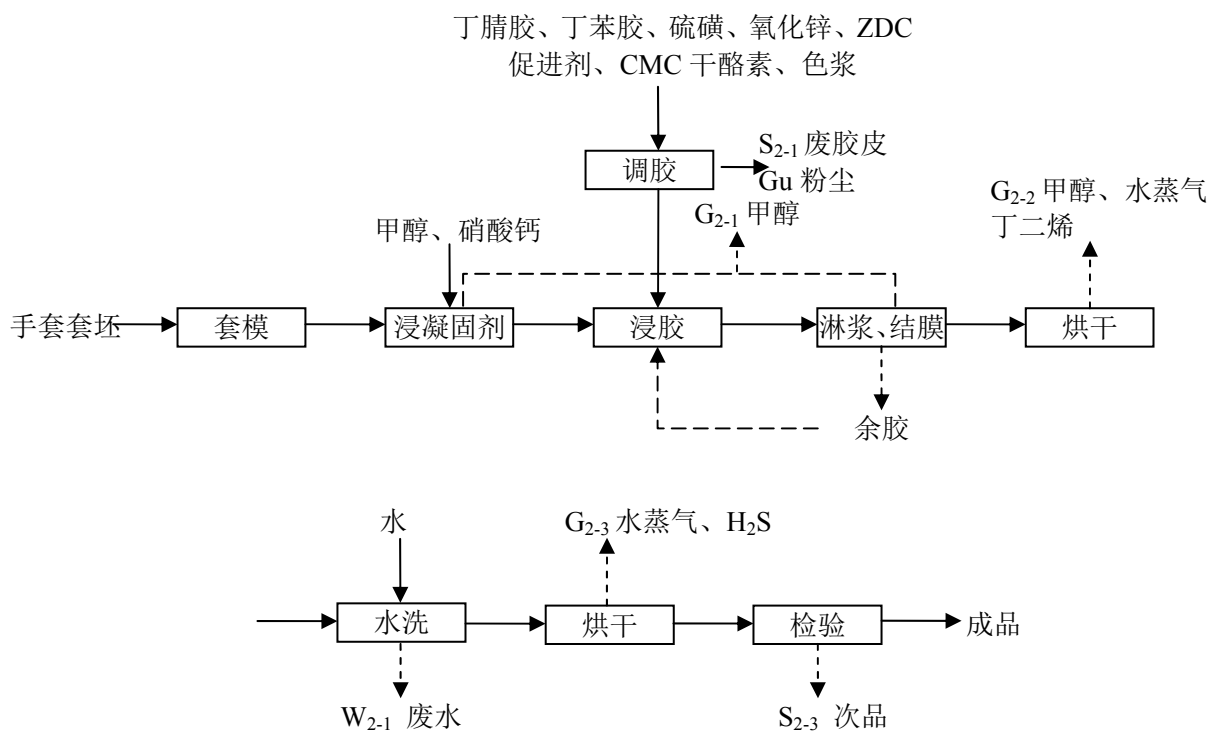 丁腈胶、丁苯胶、硫磺、氧化锌、ZDC
促进剂、CMC 干酪素、色浆
调胶
S2-1 废胶皮
Gu 粉尘
G2-1 甲醇
G2-2 甲醇、水蒸气
丁二烯
甲醇、硝酸钙
手套套坯
套模
浸凝固剂
浸胶
淋浆、结膜
烘干
余胶
水
G2-3 水蒸气、H2S
水洗
烘干
检验
成品
W2-1 废水
S2-3 次品